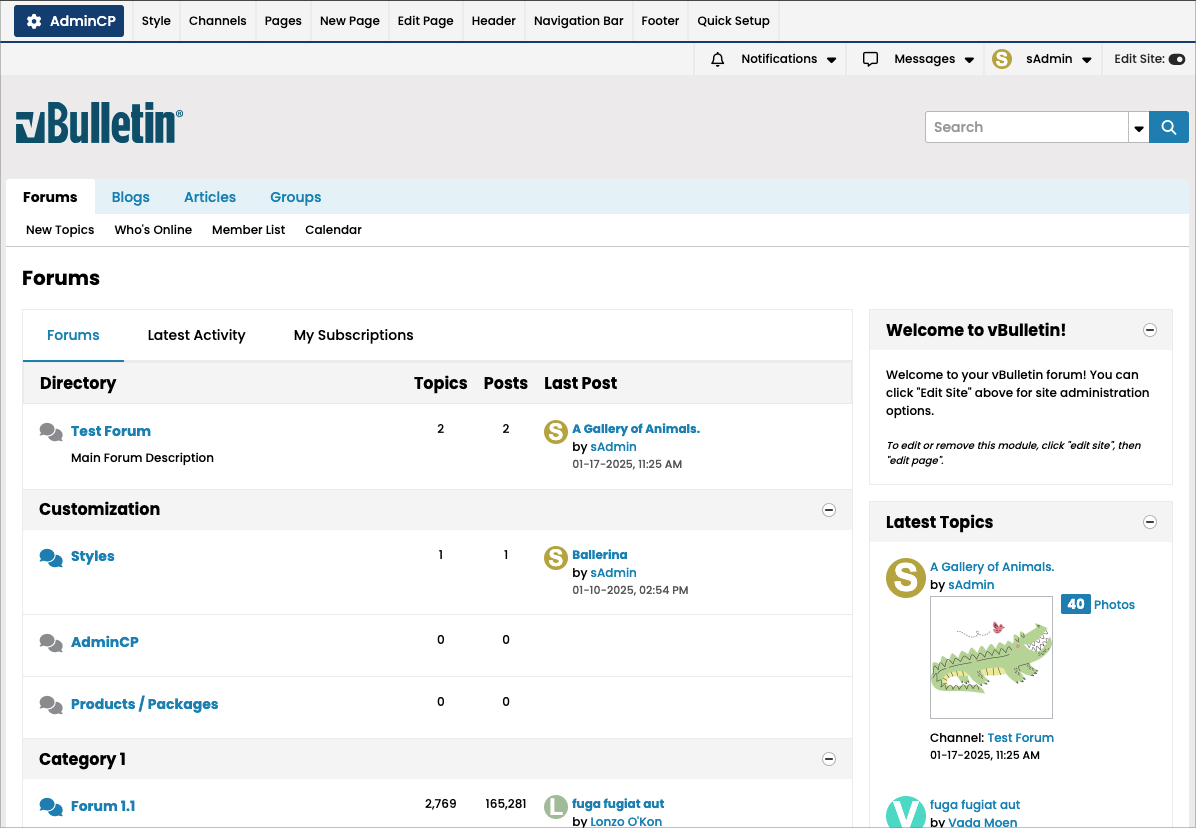 AdminCP Style Channels Pages New Page Edit Page Header Navigation Bar Footer Quick Setup
Notifications Messages S sAdmin Edit Site:
vBulletin®
Search
Forums Blogs Articles Groups
New Topics Who's Online Member List Calendar
Forums
Forums Latest Activity My Subscriptions
Directory Topics Posts Last Post
Test Forum 2 2 S A Gallery of Animals.
Main Forum Description by sAdmin
01-17-2025, 11:25 AM
Customization
Styles 1 1 S Ballerina
by sAdmin
01-10-2025, 02:54 PM
AdminCP 0 0
Products / Packages 0 0
Category 1
Forum 1.1 2,769 165,281 L fuga fugiat aut
by Lonzo O'Kon
Welcome to vBulletin!
Welcome to your vBulletin forum! You can
click "Edit Site" above for site administration
options.
To edit or remove this module, click "edit site", then
"edit page".
Latest Topics
S A Gallery of Animals.
by sAdmin
40 Photos
Channel: Test Forum
01-17-2025, 11:25 AM
V fuga fugiat aut
by Vada Moen